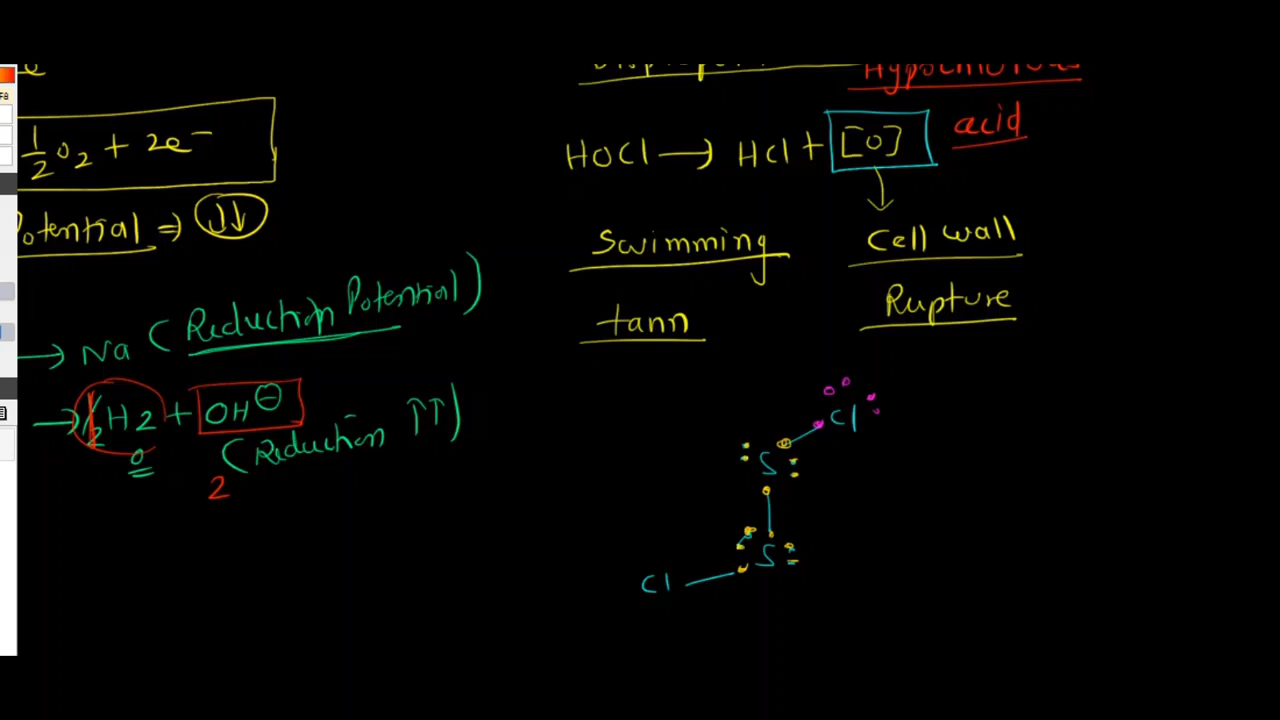 ½O₂ + 2e⁻
Potential ⇒ ↓↓
→ Na (Reduction Potential)
→ ½H2 + OH⊖
0
(Reduction ↑↑)
2
acid
HOCl → HCl + [O]
Swimming
Cell wall
tann
Rupture
Cl
S
S
Cl